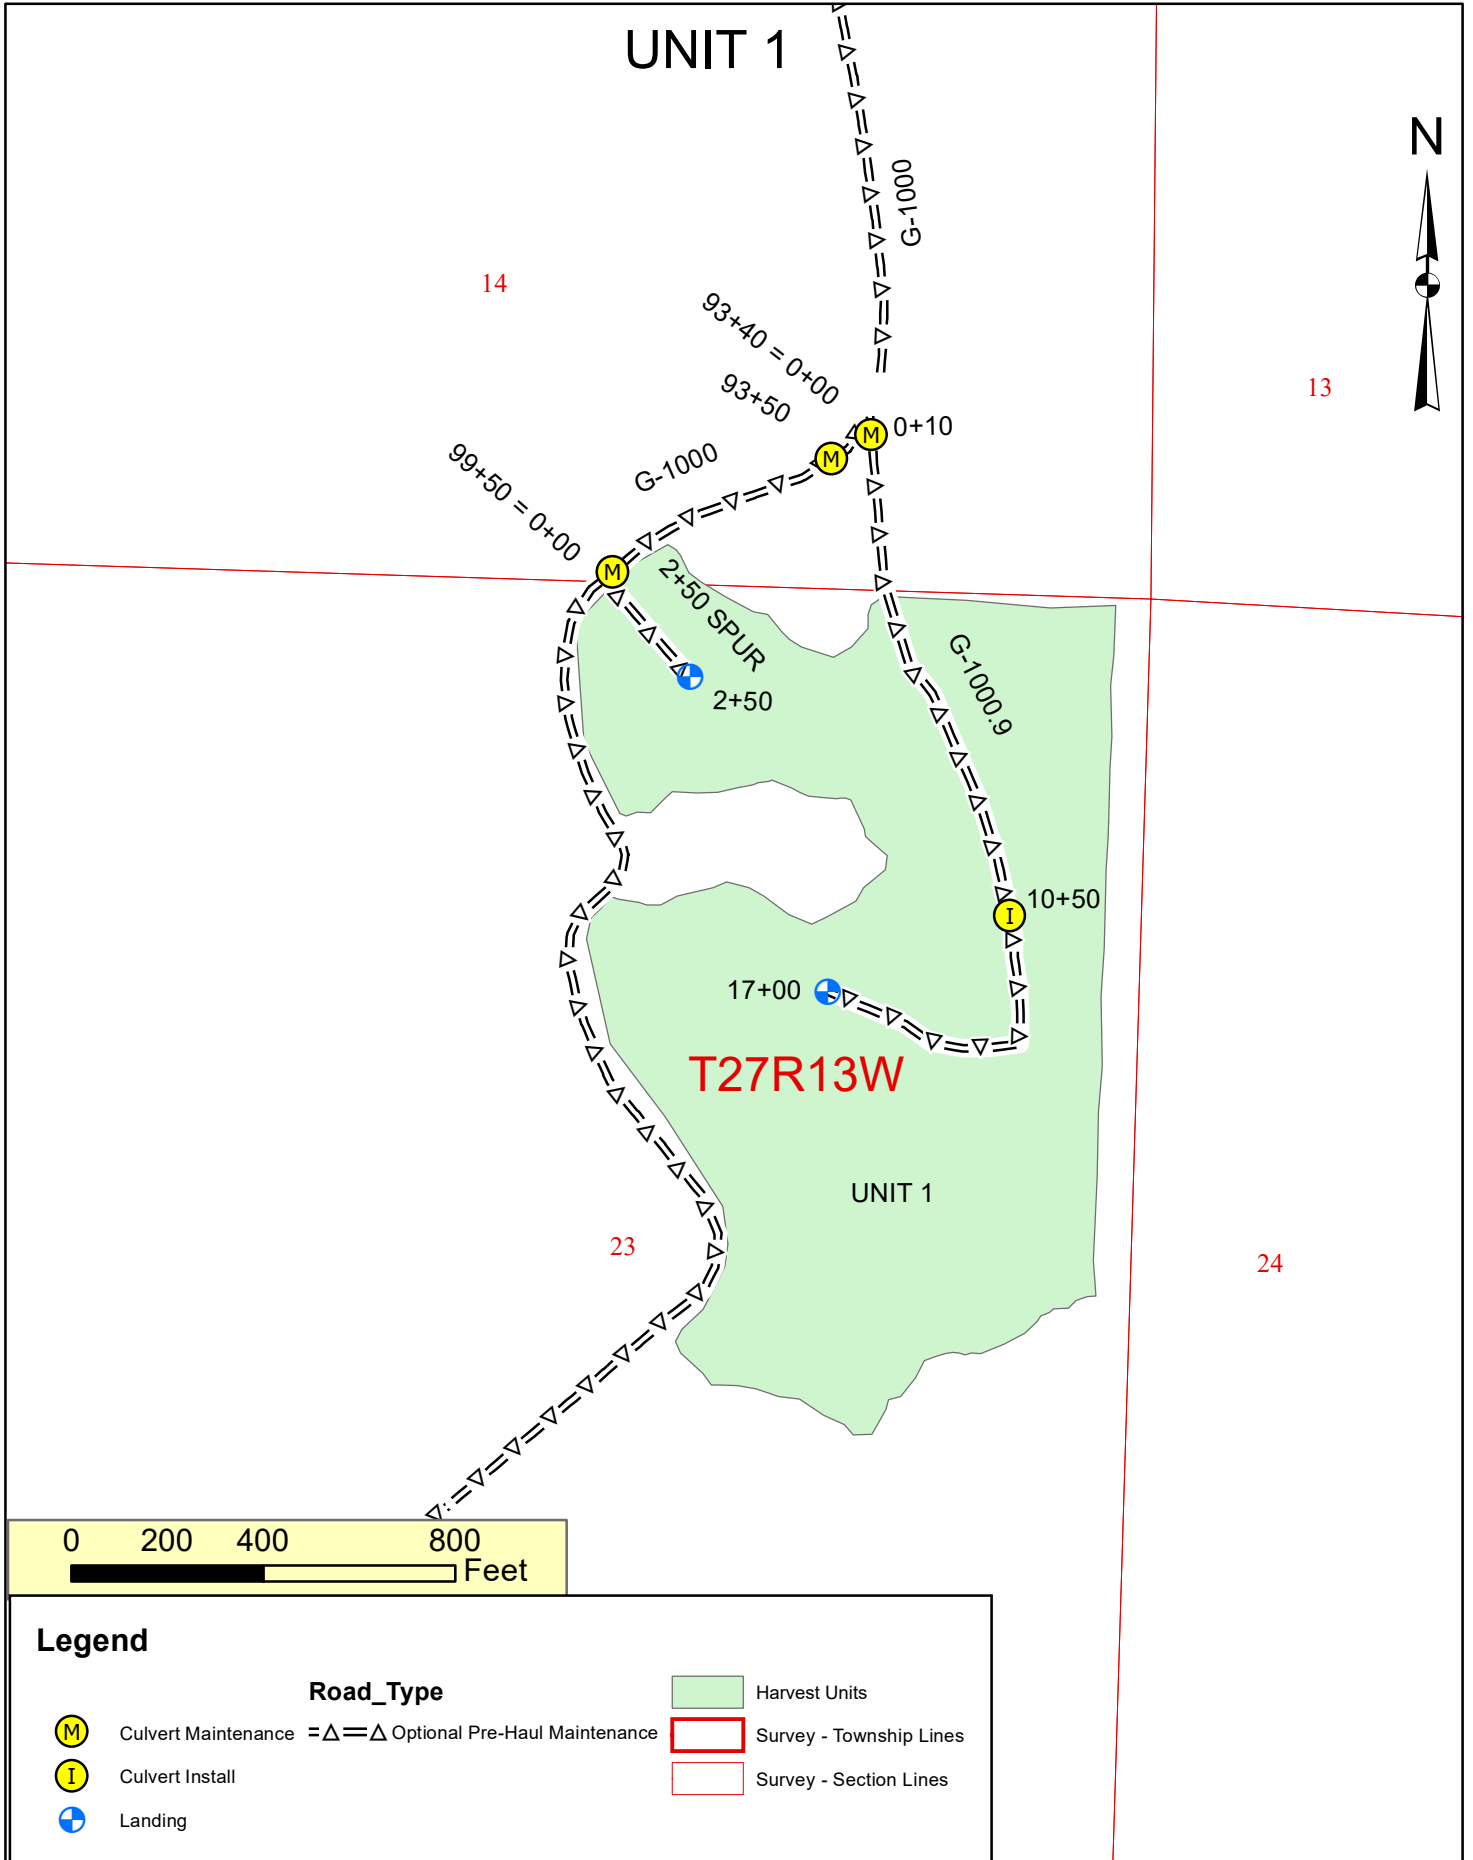 UNIT 1
N
G-1000
14
93+40 = 0+00
13
93+50
0+10
G-1000
99+50 = 0+00
2+50 SPUR
G-1000.9
2+50
10+50
17+00
T27R13W
UNIT 1
23
24
0 200 400 800
Feet
Legend
Road_Type
Harvest Units
M Culvert Maintenance
Optional Pre-Haul Maintenance
Survey - Township Lines
I Culvert Install
Survey - Section Lines
Landing
M
M
M
I